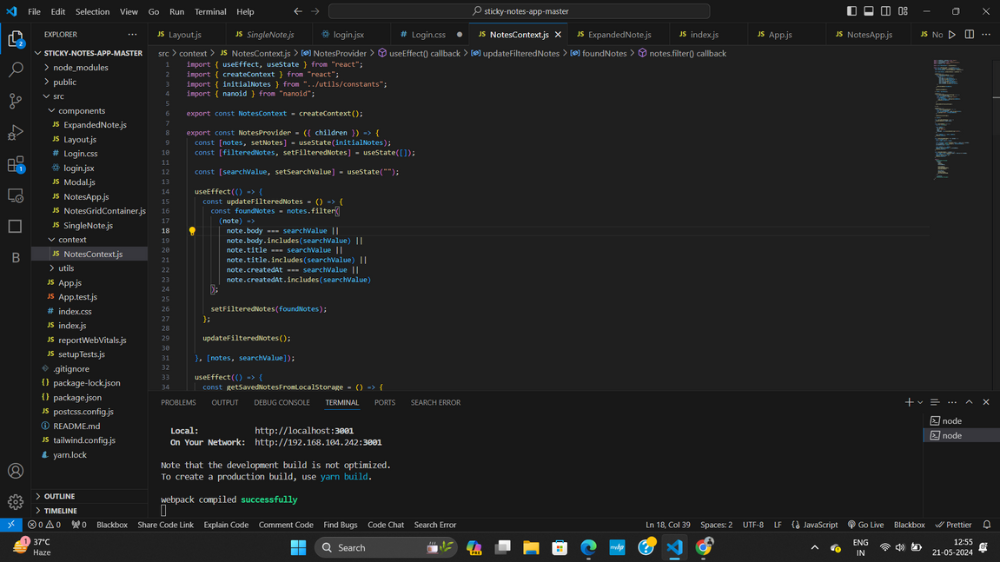 File Edit Selection View Go Run Terminal Help
sticky-notes-app-master
EXPLORER
Layout.js SingleNote.js login.jsx Login.css NotesContext.js ExpandedNote.js index.js App.js NotesApp.js No
src > context > NotesContext.js > NotesProvider > useEffect() callback > updateFilteredNotes > foundNotes > notes.filter() callback
STICKY-NOTES-APP-MASTER
node_modules
public
src
components
ExpandedNote.js
Layout.js
Login.css
login.jsx
Modal.js
NotesApp.js
NotesGridContainer.js
SingleNote.js
context
NotesContext.js
utils
App.js
App.test.js
index.css
index.js
reportWebVitals.js
setupTests.js
.gitignore
package-lock.json
package.json
postcss.config.js
README.md
tailwind.config.js
yarn.lock
OUTLINE
TIMELINE
1 import { useEffect, useState } from "react";
2 import { createContext } from "react";
3 import { initialNotes } from "../utils/constants";
4 import { nanoid } from "nanoid";
5
6 export const NotesContext = createContext();
7
8 export const NotesProvider = ({ children }) => {
9 const [notes, setNotes] = useState(initialNotes);
10 const [filteredNotes, setFilteredNotes] = useState([]);
11
12 const [searchValue, setSearchValue] = useState("");
13
14 useEffect(() => {
15 const updateFilteredNotes = () => {
16 const foundNotes = notes.filter(
17 (note) =>
18 note.body === searchValue ||
19 note.body.includes(searchValue) ||
20 note.title === searchValue ||
21 note.title.includes(searchValue) ||
22 note.createdAt === searchValue ||
23 note.createdAt.includes(searchValue)
24 );
25
26 setFilteredNotes(foundNotes);
27 };
28
29 updateFilteredNotes();
30
31 }, [notes, searchValue]);
32
33 useEffect(() => {
34 const getSavedNotesFromLocalStorage = () => {
PROBLEMS OUTPUT DEBUG CONSOLE TERMINAL PORTS SEARCH ERROR
Local: http://localhost:3001
On Your Network: http://192.168.104.242:3001
Note that the development build is not optimized.
To create a production build, use yarn build.
webpack compiled successfully
node
node
0 0 0 Blackbox Share Code Link Explain Code Comment Code Find Bugs Code Chat Search Error Ln 18, Col 39 Spaces: 2 UTF-8 LF JavaScript Go Live Blackbox Prettier
37°C
Haze
Search
ENG
IN
12:55
21-05-2024